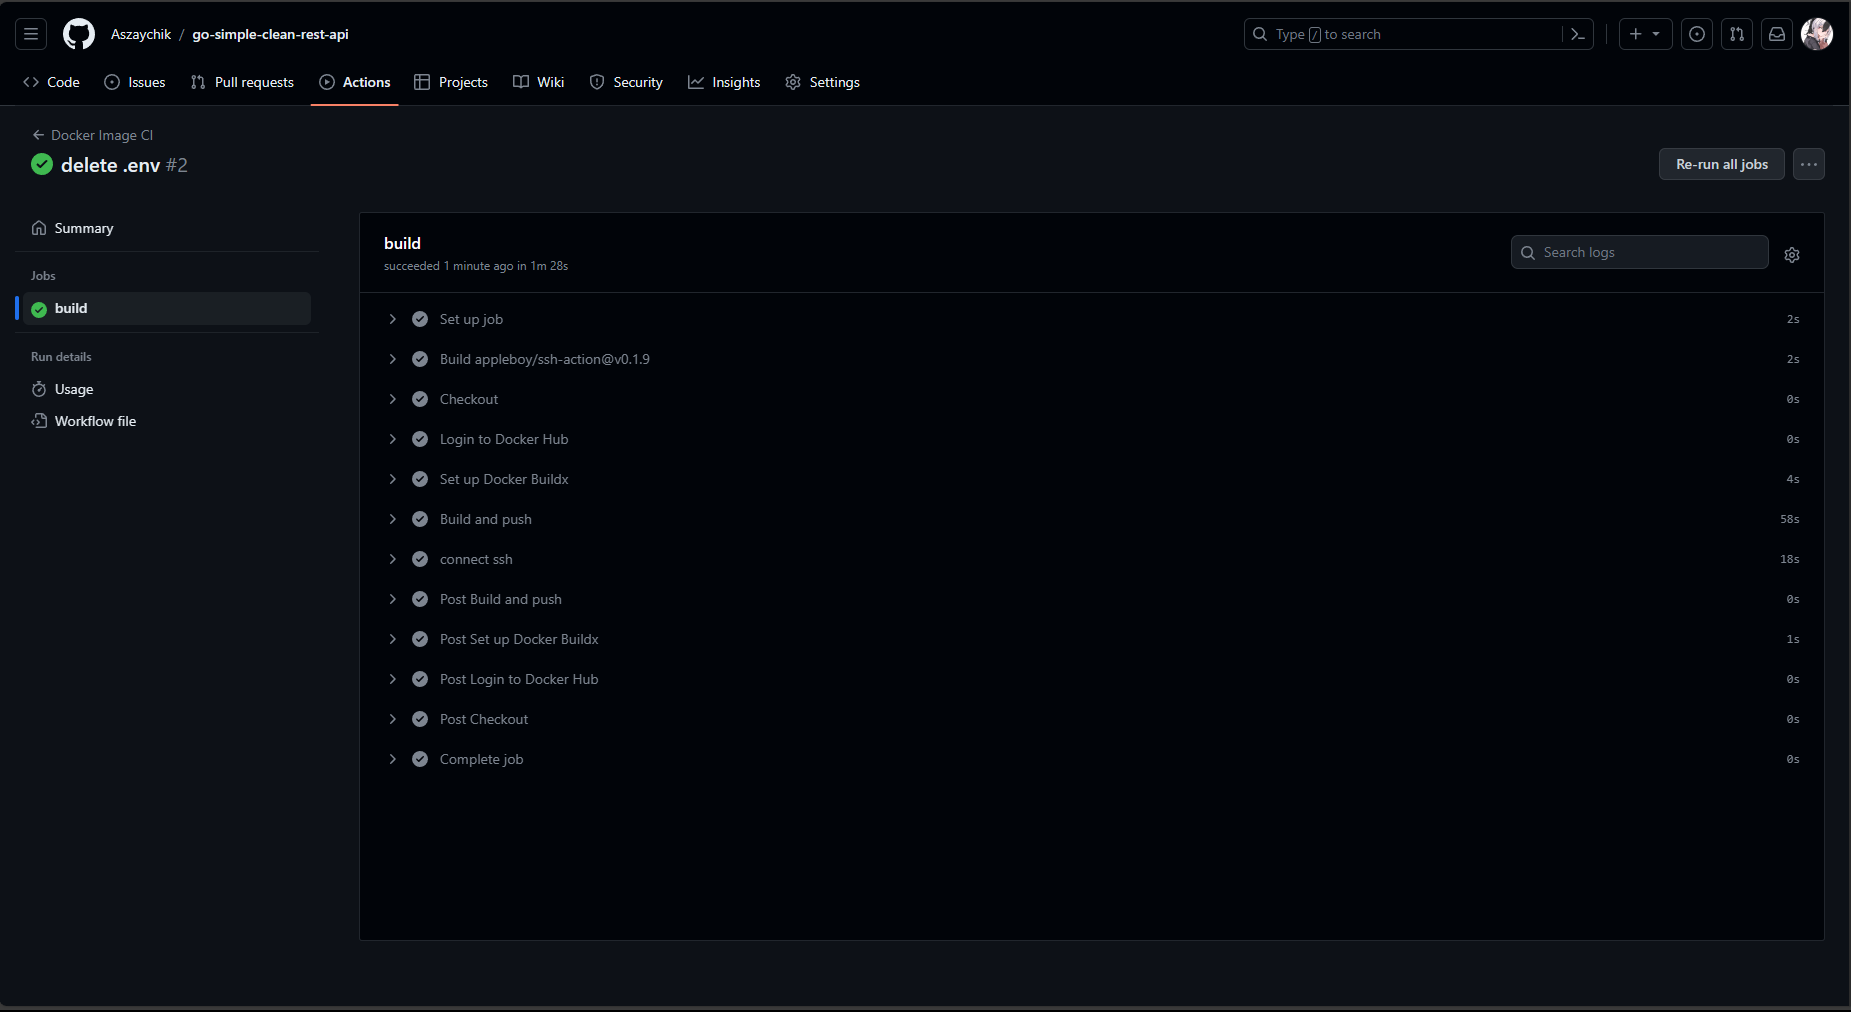 Aszaychik / go-simple-clean-rest-api
Type / to search
Code Issues Pull requests Actions Projects Wiki Security Insights Settings
Docker Image CI
delete .env #2
Re-run all jobs
Summary
Jobs
build
Run details
Usage
Workflow file
build
succeeded 1 minute ago in 1m 28s
Search logs
Set up job 2s
Build appleboy/ssh-action@v0.1.9 2s
Checkout 0s
Login to Docker Hub 0s
Set up Docker Buildx 4s
Build and push 58s
connect ssh 18s
Post Build and push 0s
Post Set up Docker Buildx 1s
Post Login to Docker Hub 0s
Post Checkout 0s
Complete job 0s